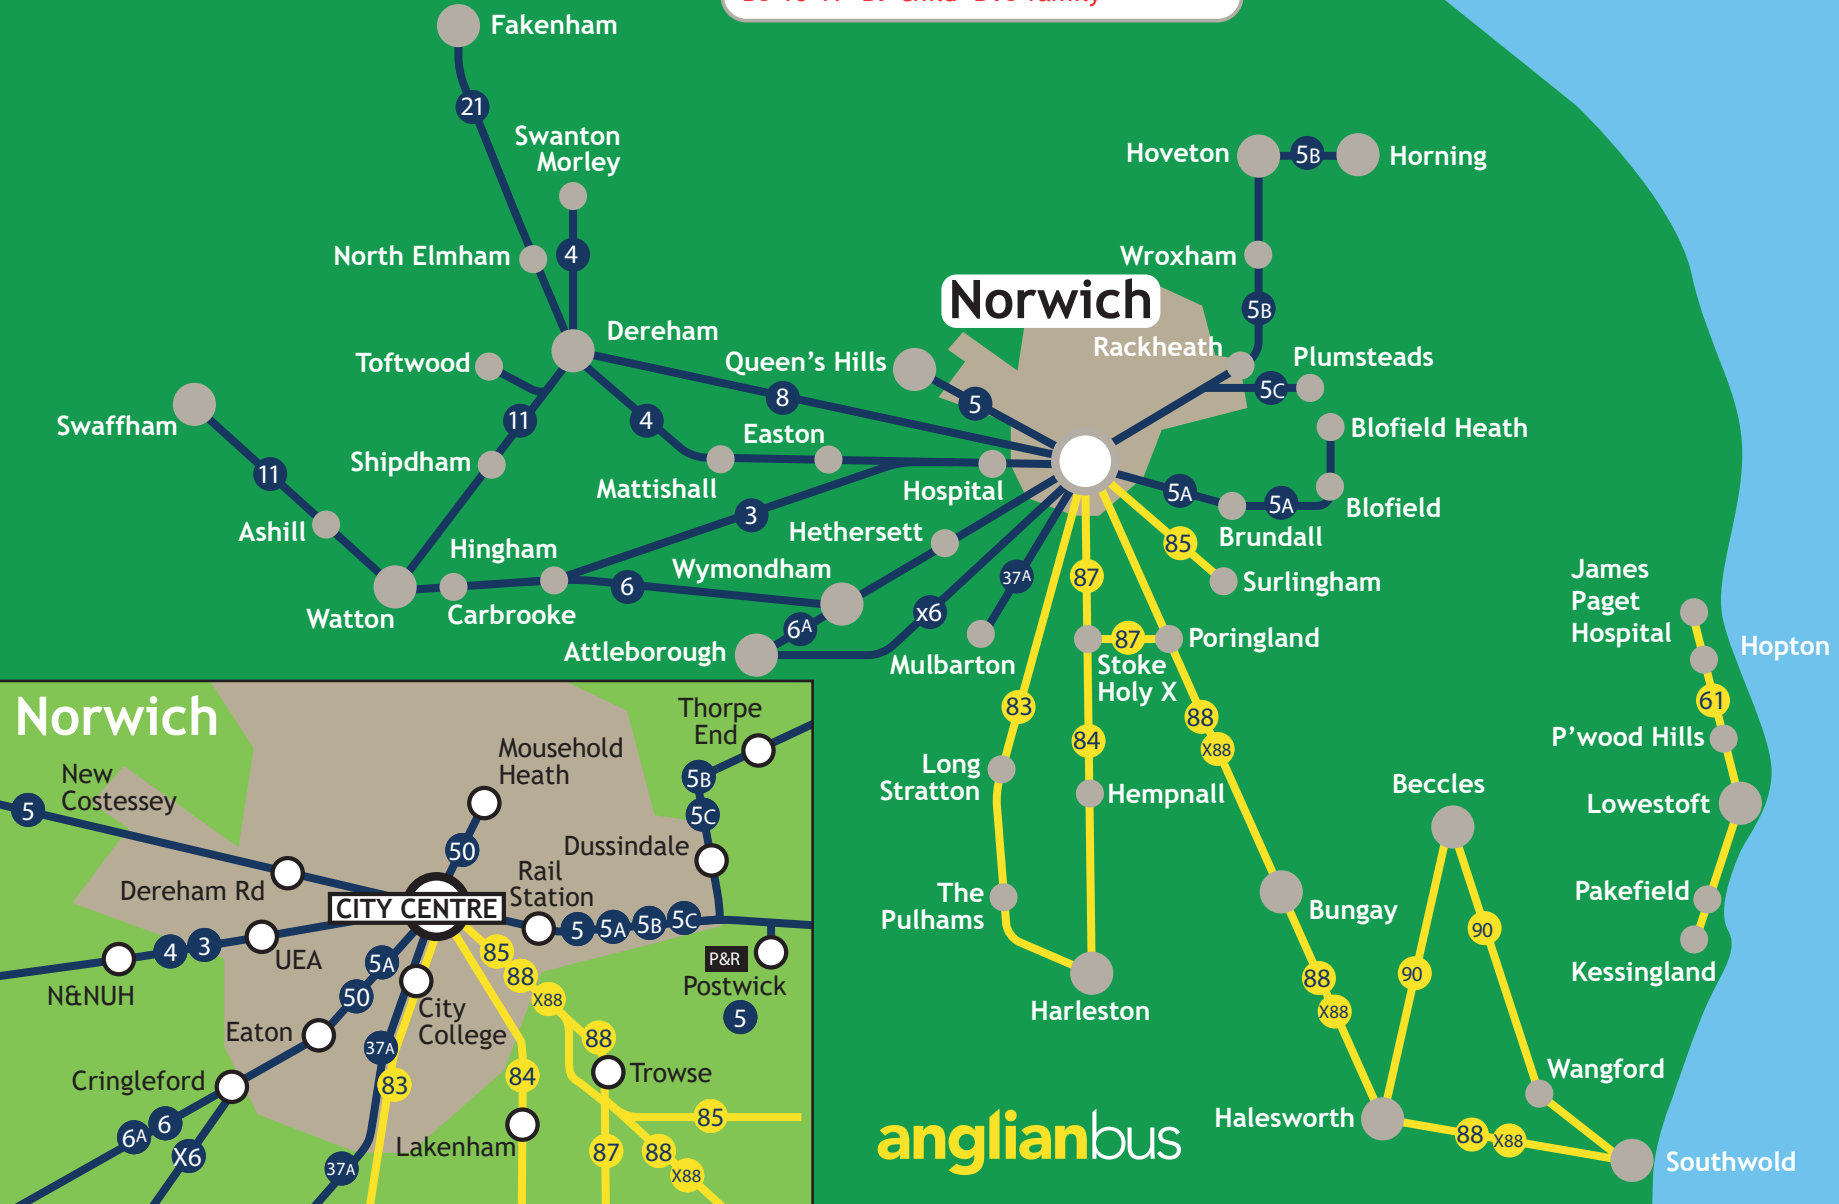 Fakenham
21
Swanton
Morley
4
North Elmham
Dereham
Toftwood
11
4
8
Swaffham
11
Shipdham
Ashill
Mattishall
Easton
Hospital
3
Hingham
Carbrooke
Watton
6
Wymondham
6A
Attleborough
x6
Hethersett
Queen's Hills
5
Norwich
Rackheath
Hoveton
5B
Horning
Wroxham
5B
Plumsteads
5C
Blofield Heath
5A
5A
Blofield
Brundall
85
Surlingham
37A
Mulbarton
87
87
Poringland
Stoke
Holy X
83
84
88
X88
Long
Stratton
Hempnall
The
Pulhams
Harleston
Bungay
88
X88
Beccles
90
90
Wangford
Halesworth
88
X88
Southwold
James
Paget
Hospital
Hopton
61
P'wood Hills
Lowestoft
Pakefield
Kessingland
anglianbus
Norwich
New
Costessey
5
Dereham Rd
Mousehold
Heath
50
Thorpe
End
5B
5C
Dussindale
Rail
Station
CITY CENTRE
5
5A
5B
5C
P&R
Postwick
5
UEA
4
3
N&NUH
5A
50
Eaton
City
College
Cringleford
6
6A
X6
37A
83
37A
85
88
X88
88
Trowse
84
85
Lakenham
87
88
X88